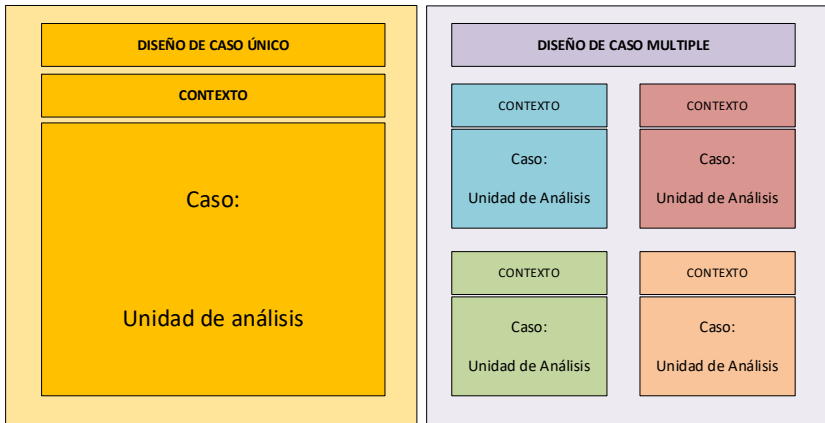 DISEÑO DE CASO ÚNICO
CONTEXTO
Caso:
Unidad de análisis
DISEÑO DE CASO MULTIPLE
CONTEXTO
Caso:
Unidad de Análisis
CONTEXTO
Caso:
Unidad de Análisis
CONTEXTO
Caso:
Unidad de Análisis
CONTEXTO
Caso:
Unidad de Análisis